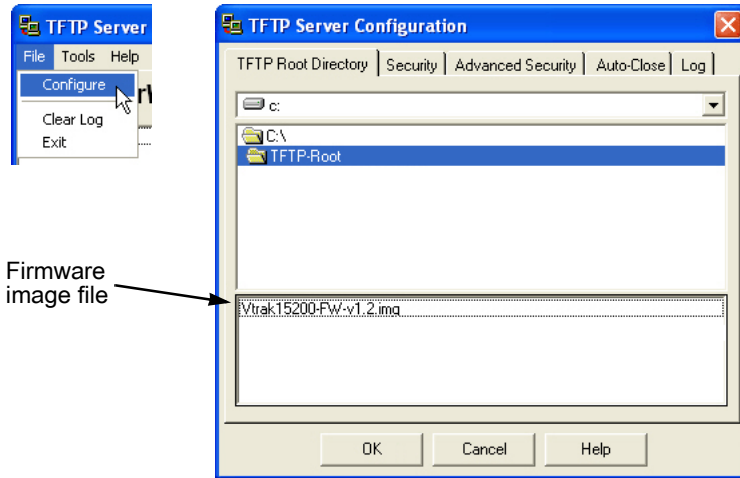 TFTP Server
File Tools Help
Configure
Clear Log
Exit
TFTP Server Configuration
TFTP Root Directory Security Advanced Security Auto-Close Log
c:
C:\
TFTP-Root
Firmware
image file
Vtrak15200-FW-v1.2.img
OK Cancel Help